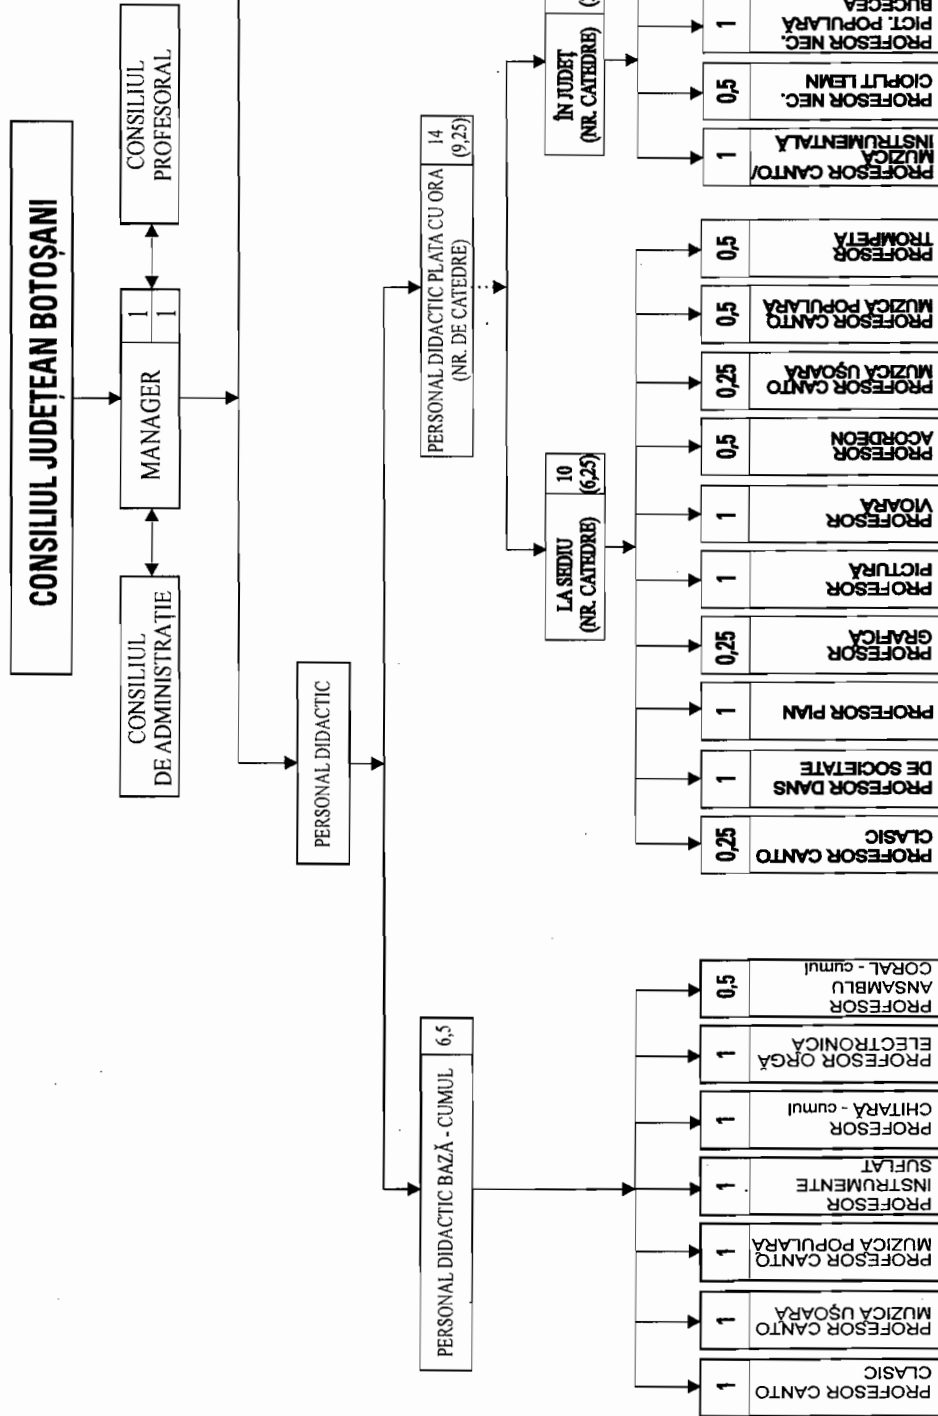 CONSILIUL JUDEȚEAN BOTOȘANI
CONSILIUL
DE ADMINISTRAȚIE
MANAGER
1
1
CONSILIUL
PROFESORAL
PERSONAL DIDACTIC
PERSONAL DIDACTIC BAZĂ - CUMUL
6,5
PERSONAL DIDACTIC PLATA CU ORA
(NR. DE CATEDRE)
14
(9,25)
LA SEDIU
(NR. CATEDRE)
10
(6,25)
ÎN JUDEȚ
(NR. CATEDRE)
1
PROFESOR CANTO
CLASIC
1
PROFESOR CANTO
MUZICĂ UȘOARĂ
1
PROFESOR CANTO
MUZICĂ POPULARĂ
1
PROFESOR
INSTRUMENTE
SUFLAT
1
PROFESOR
CHITARĂ - cumul
1
PROFESOR ORGĂ
ELECTRONICĂ
0,5
PROFESOR
ANSAMBLU
CORAL - cumul
0,25
PROFESOR CANTO
CLASIC
1
PROFESOR DANS
DE SOCIETATE
1
PROFESOR PIAN
0,25
PROFESOR
GRAFICĂ
1
PROFESOR
PICTURĂ
1
PROFESOR
VIOARĂ
0,5
PROFESOR
ACORDEON
0,25
PROFESOR CANTO
MUZICĂ UȘOARĂ
0,5
PROFESOR CANTO
MUZICĂ POPULARĂ
0,5
PROFESOR
TROMPETĂ
1
PROFESOR CANTO/
MUZICĂ
INSTRUMENTALĂ
0,5
PROFESOR NEC.
CIOPLIT LEMN
1
PROFESOR NEC.
PICT. POPULARĂ
BUCECEA